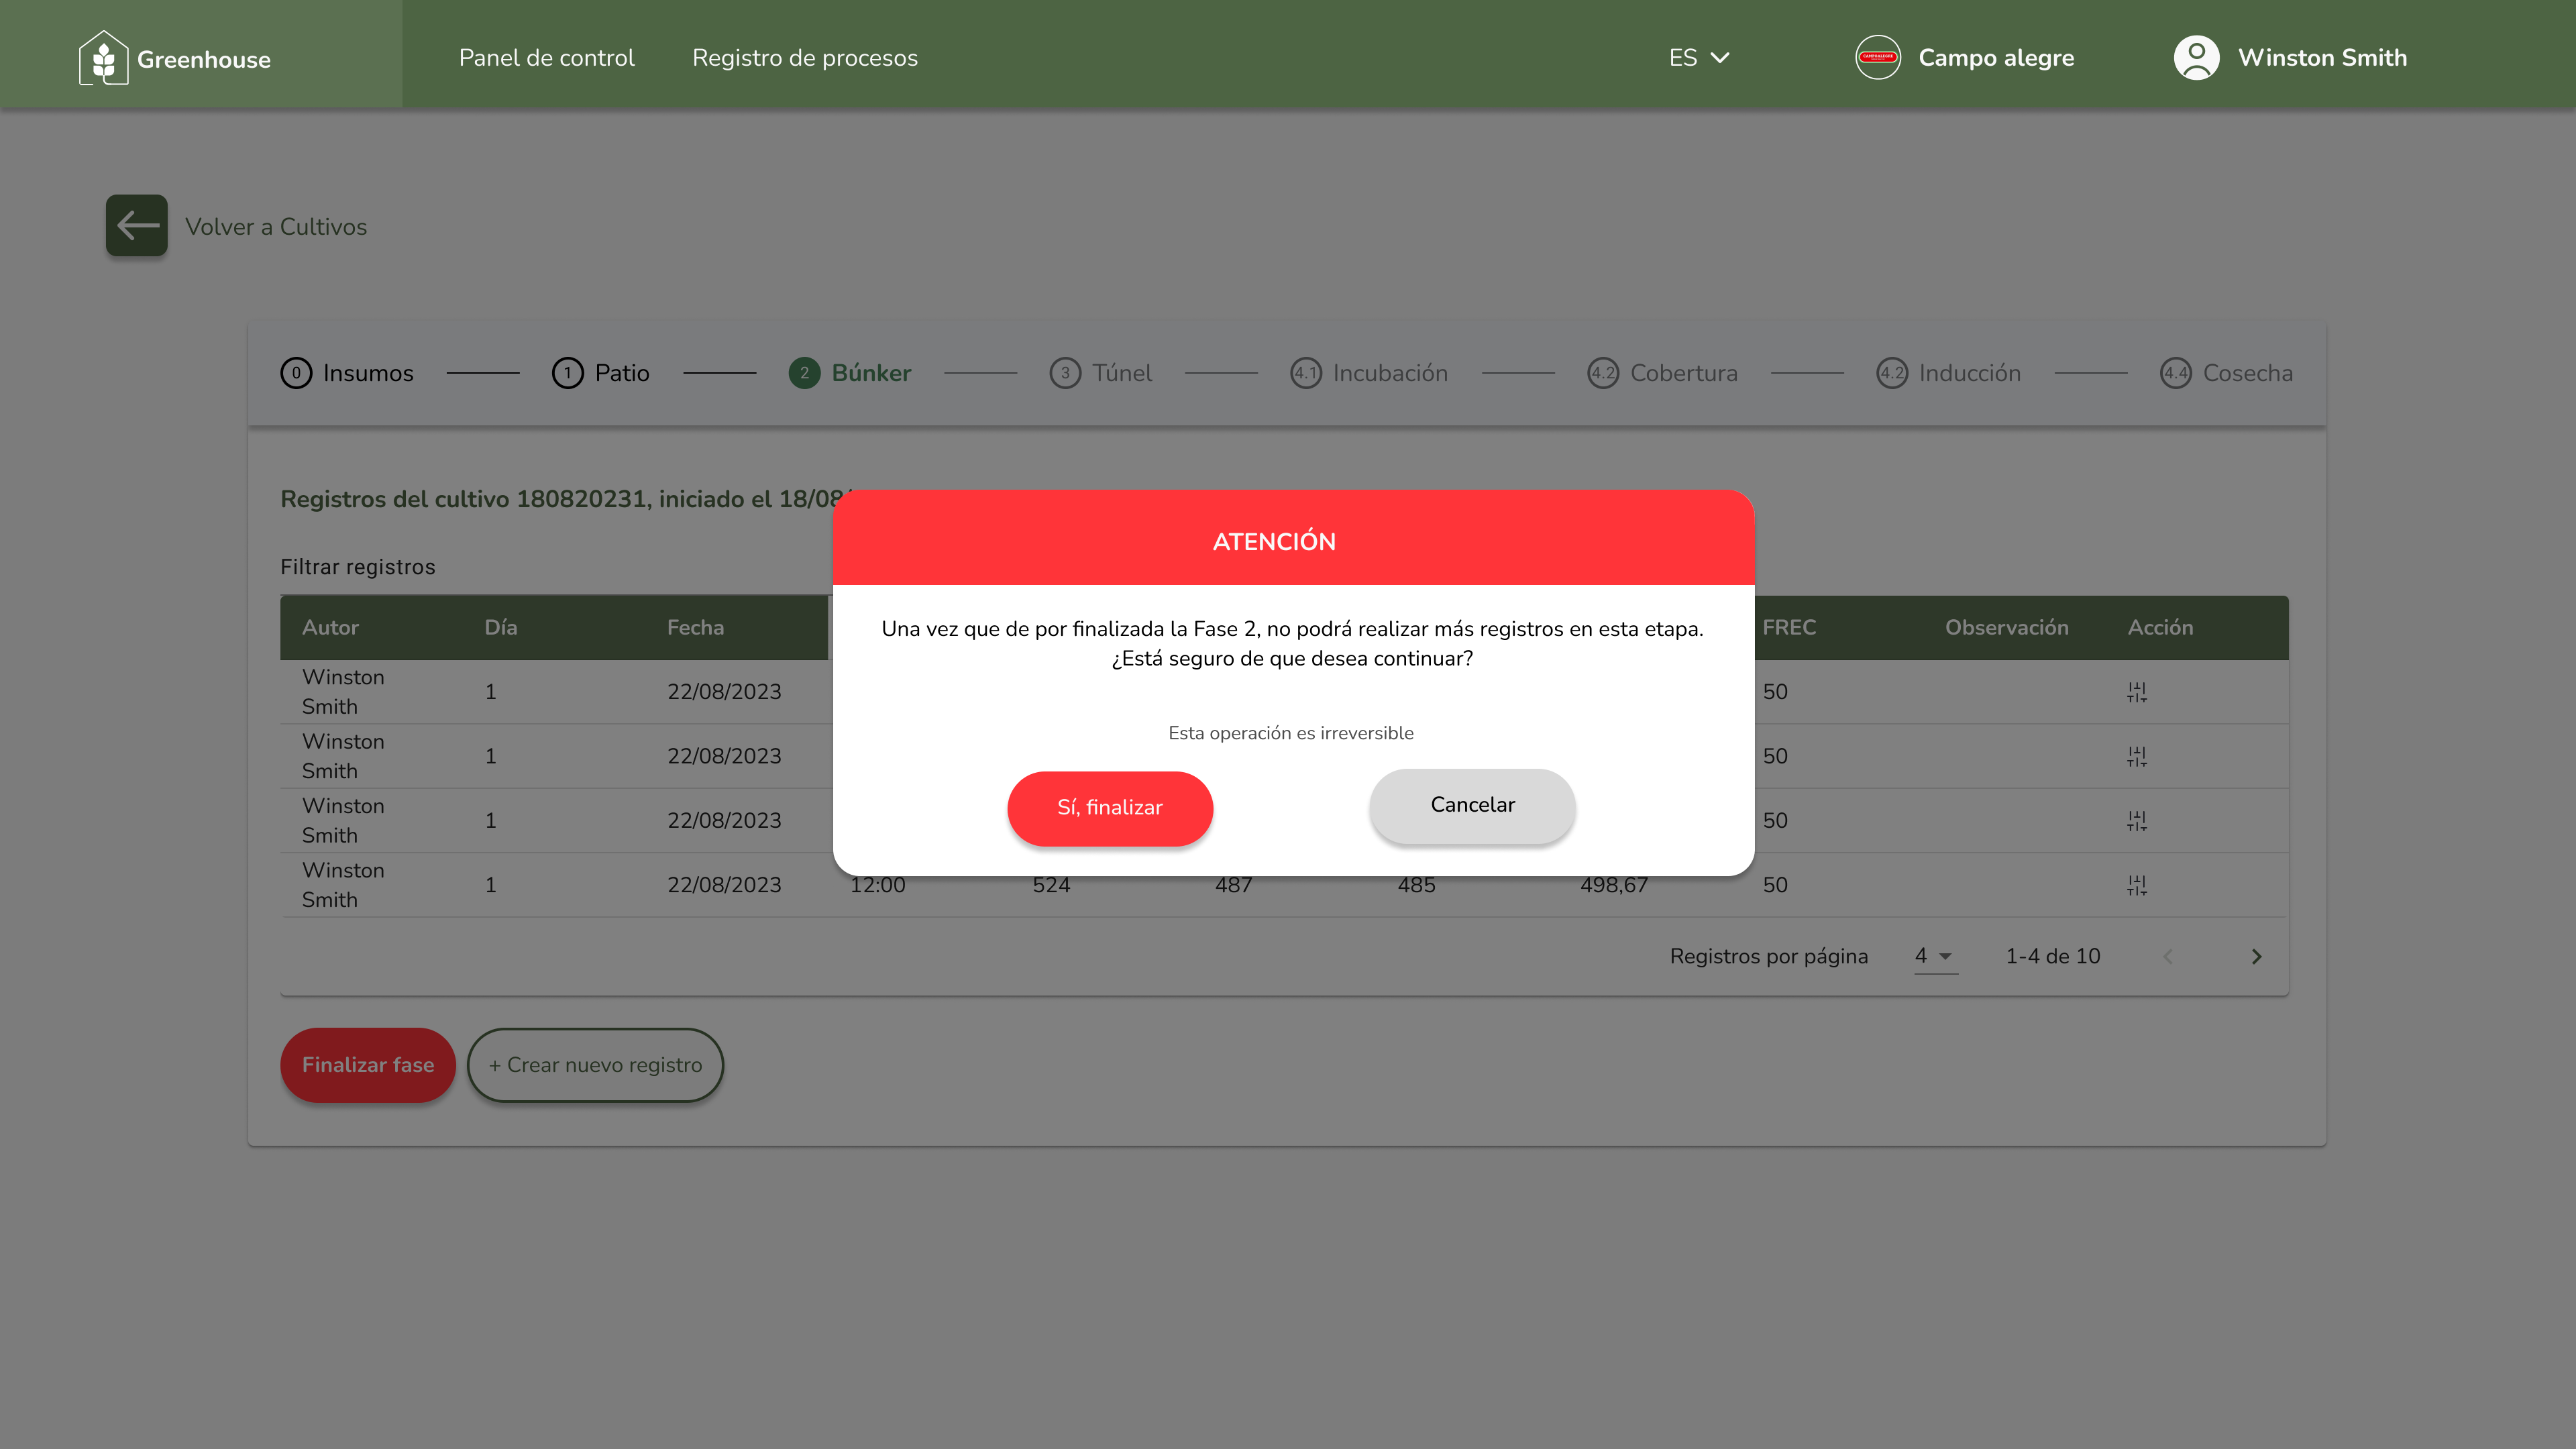 Greenhouse
Panel de control
Registro de procesos
ES
Campo alegre
Winston Smith
Volver a Cultivos
0 Insumos
1 Patio
2 Búnker
3 Túnel
4.1 Incubación
4.2 Cobertura
4.2 Inducción
4.4 Cosecha
Registros del cultivo 180820231, iniciado el 18/08
Filtrar registros
ATENCIÓN
Una vez que de por finalizada la Fase 2, no podrá realizar más registros en esta etapa.
¿Está seguro de que desea continuar?
Esta operación es irreversible
Sí, finalizar
Cancelar
Autor Día Fecha FREC Observación Acción
Winston
Smith
1 22/08/2023 50
Winston
Smith
1 22/08/2023 50
Winston
Smith
1 22/08/2023 50
Winston
Smith
1 22/08/2023 12:00 524 487 485 498,67 50
Registros por página 4 1-4 de 10
Finalizar fase
+ Crear nuevo registro